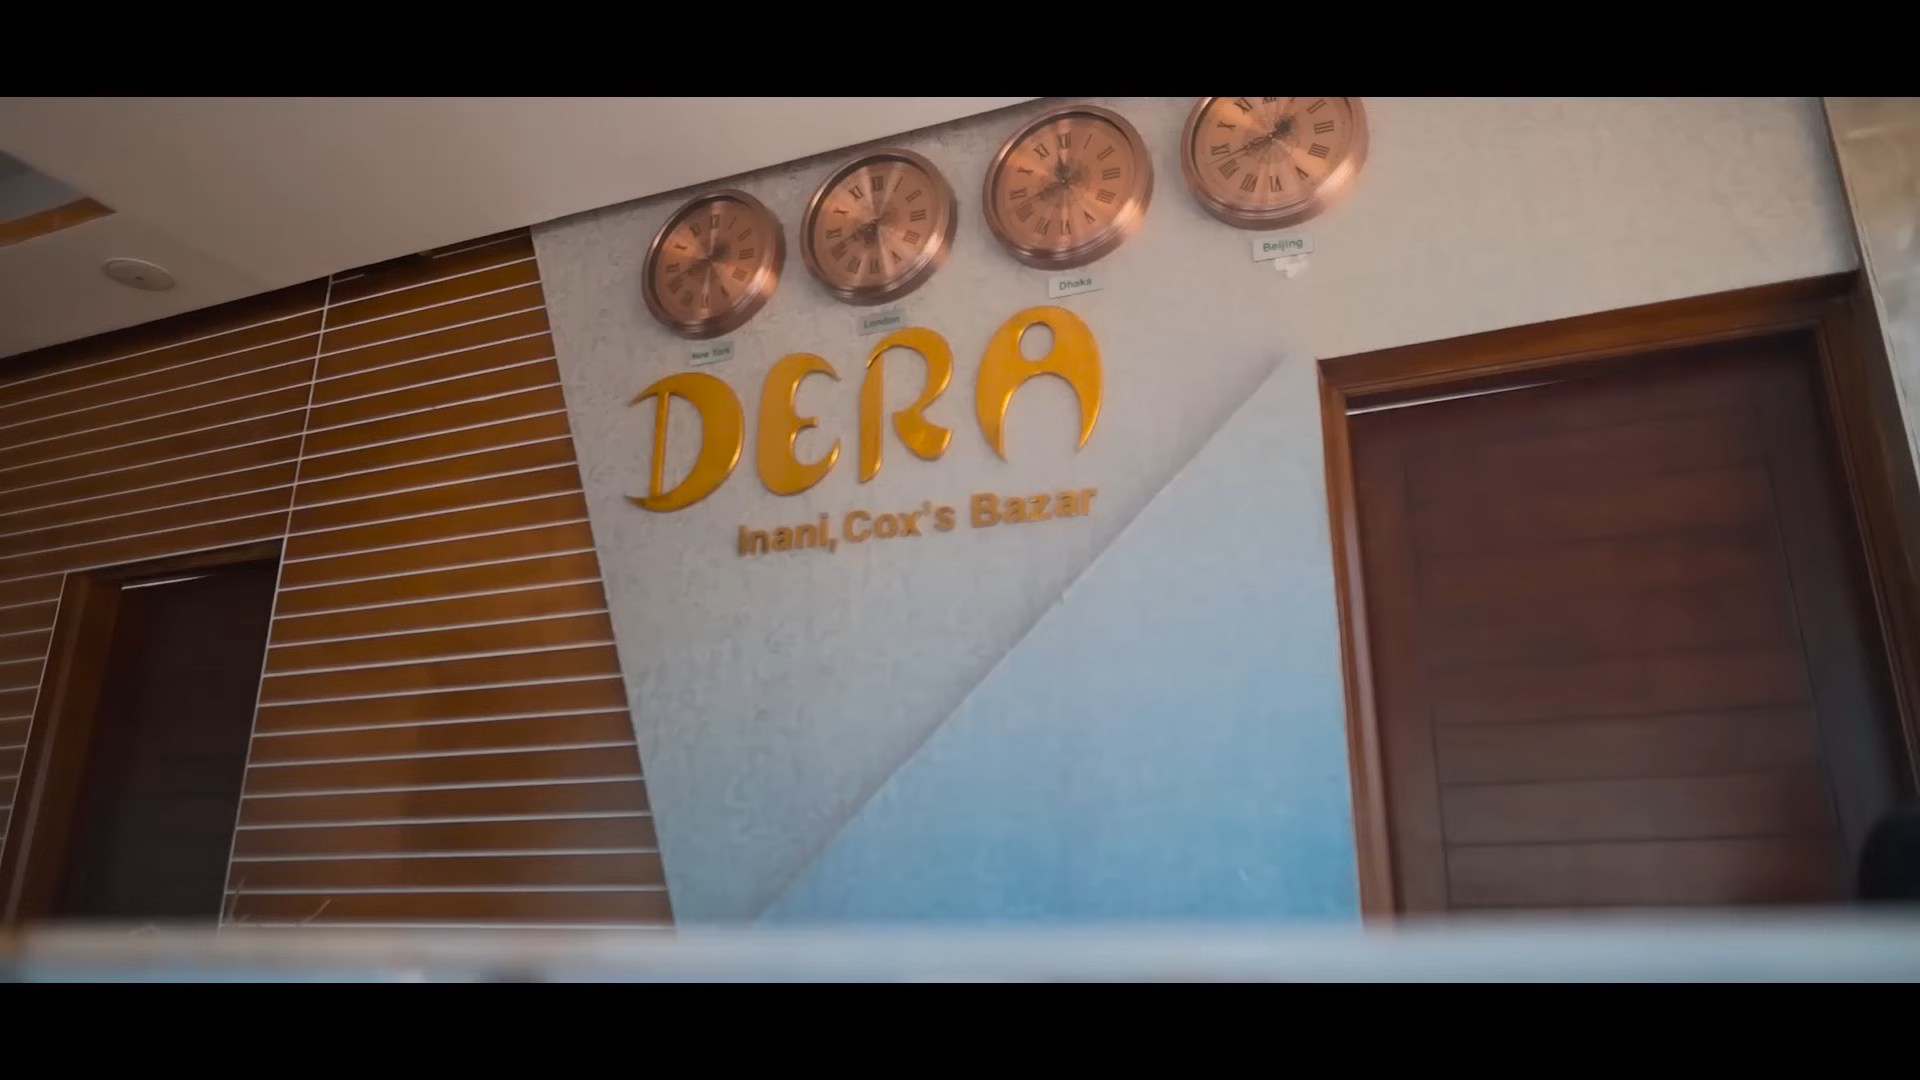 New York
London
Dhaka
Beijing
DERA
Inani, Cox's Bazar